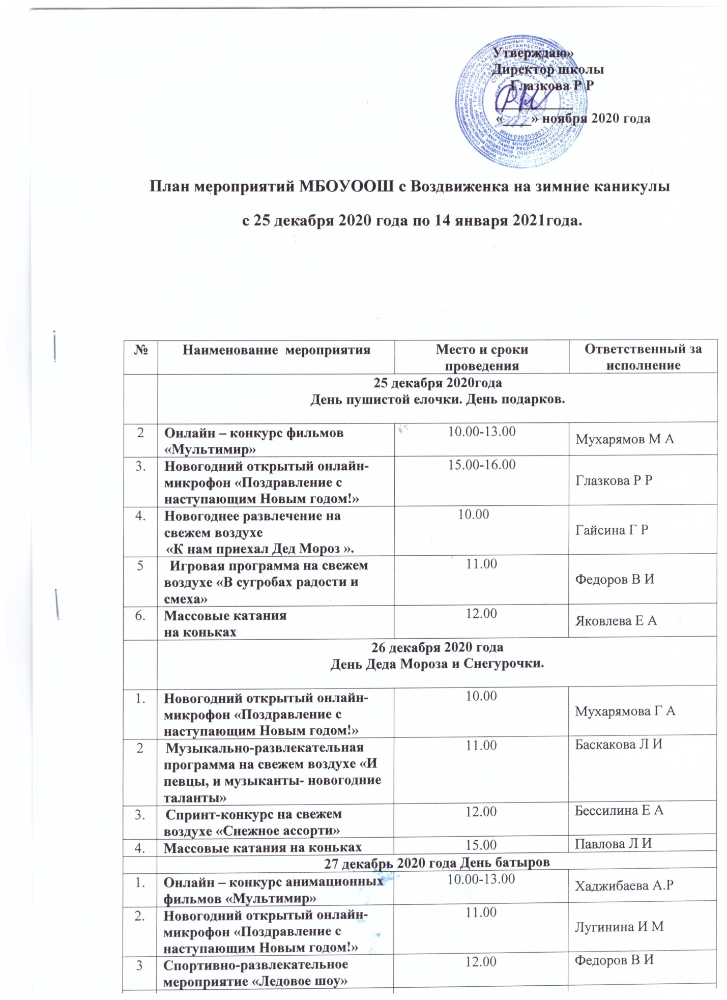 Утверждаю»
Директор школы
Глазкова Р Р
«____» ноября 2020 года
План мероприятий МБОУООШ с Воздвиженка на зимние каникулы
с 25 декабря 2020 года по 14 января 2021года.
№ Наименование мероприятия Место и сроки Ответственный за
проведения исполнение
25 декабря 2020года
День пушистой елочки. День подарков.
2 Онлайн – конкурс фильмов 10.00-13.00 Мухарямов М А
«Мультимир»
3. Новогодний открытый онлайн- 15.00-16.00
микрофон «Поздравление с Глазкова Р Р
наступающим Новым годом!»
4. Новогоднее развлечение на 10.00
свежем воздухе Гайсина Г Р
«К нам приехал Дед Мороз ».
5 Игровая программа на свежем 11.00
воздухе «В сугробах радости и Федоров В И
смеха»
6. Массовые катания 12.00 Яковлева Е А
на коньках
26 декабря 2020 года
День Деда Мороза и Снегурочки.
1. Новогодний открытый онлайн- 10.00
микрофон «Поздравление с Мухарямова Г А
наступающим Новым годом!»
2 Музыкально-развлекательная 11.00 Баскакова Л И
программа на свежем воздухе «И
певцы, и музыканты- новогодние
таланты»
3. Спринт-конкурс на свежем 12.00 Бессилина Е А
воздухе «Снежное ассорти»
4. Массовые катания на коньках 15.00 Павлова Л И
27 декабрь 2020 года День батыров
1. Онлайн – конкурс анимационных 10.00-13.00 Хаджибаева А.Р
фильмов «Мультимир»
2. Новогодний открытый онлайн- 11.00
микрофон «Поздравление с Лугинина И М
наступающим Новым годом!»
3 Спортивно-развлекательное 12.00 Федоров В И
мероприятие «Ледовое шоу»